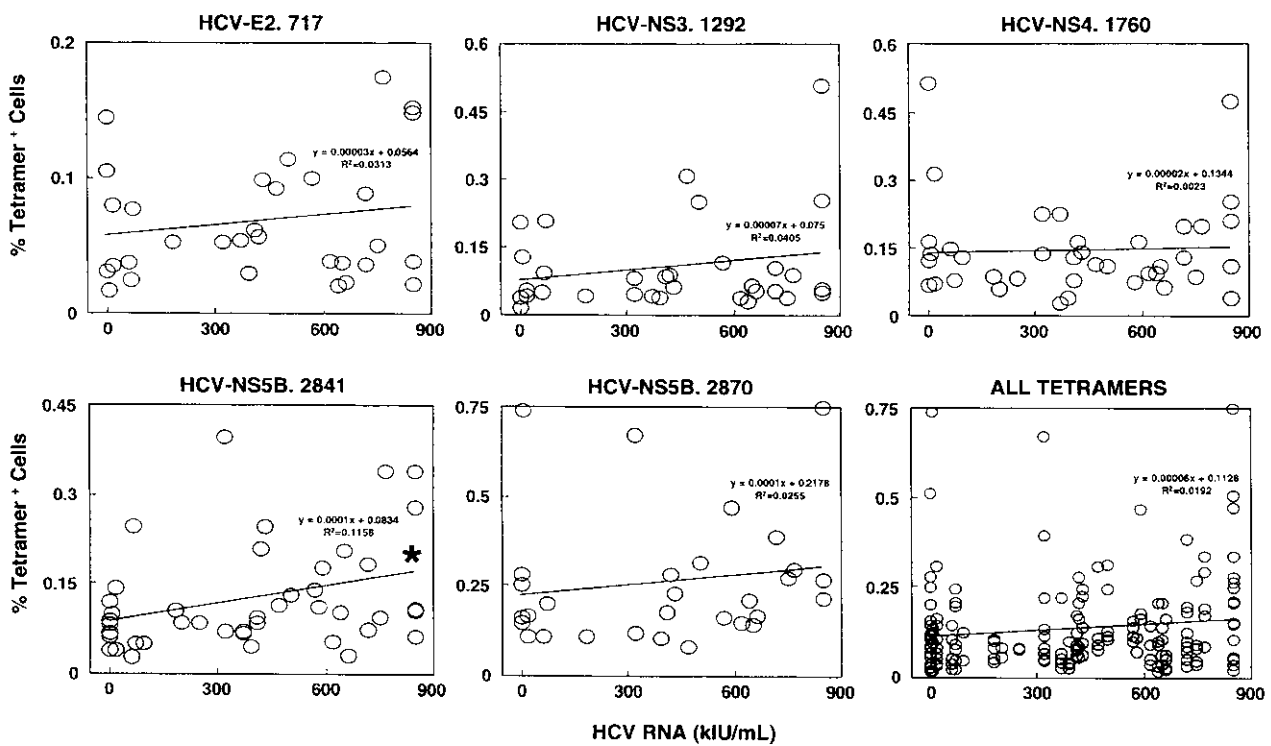 HCV-E2. 717
HCV-NS3. 1292
HCV-NS4. 1760
% Tetramer + Cells
0.2
0.1
0
y = 0.00003x + 0.0564
R²=0.0313
0 300 600 900
0.6
0.45
0.3
0.15
0
y = 0.00007x + 0.075
R²=0.0405
0 300 600 900
0.6
0.45
0.3
0.15
0
y = 0.00002x + 0.1344
R²=0.0023
0 300 600 900
HCV-NS5B. 2841
HCV-NS5B. 2870
ALL TETRAMERS
% Tetramer + Cells
0.45
0.3
0.15
0
y = 0.0001x + 0.0834
R²=0.1158
0 300 600 900
0.75
0.5
0.25
0
y = 0.0001x + 0.2178
R²=0.0255
0 300 600 900
0.75
0.5
0.25
0
y = 0.00006x + 0.1128
R²=0.0192
0 300 600 900
HCV RNA (kIU/mL)